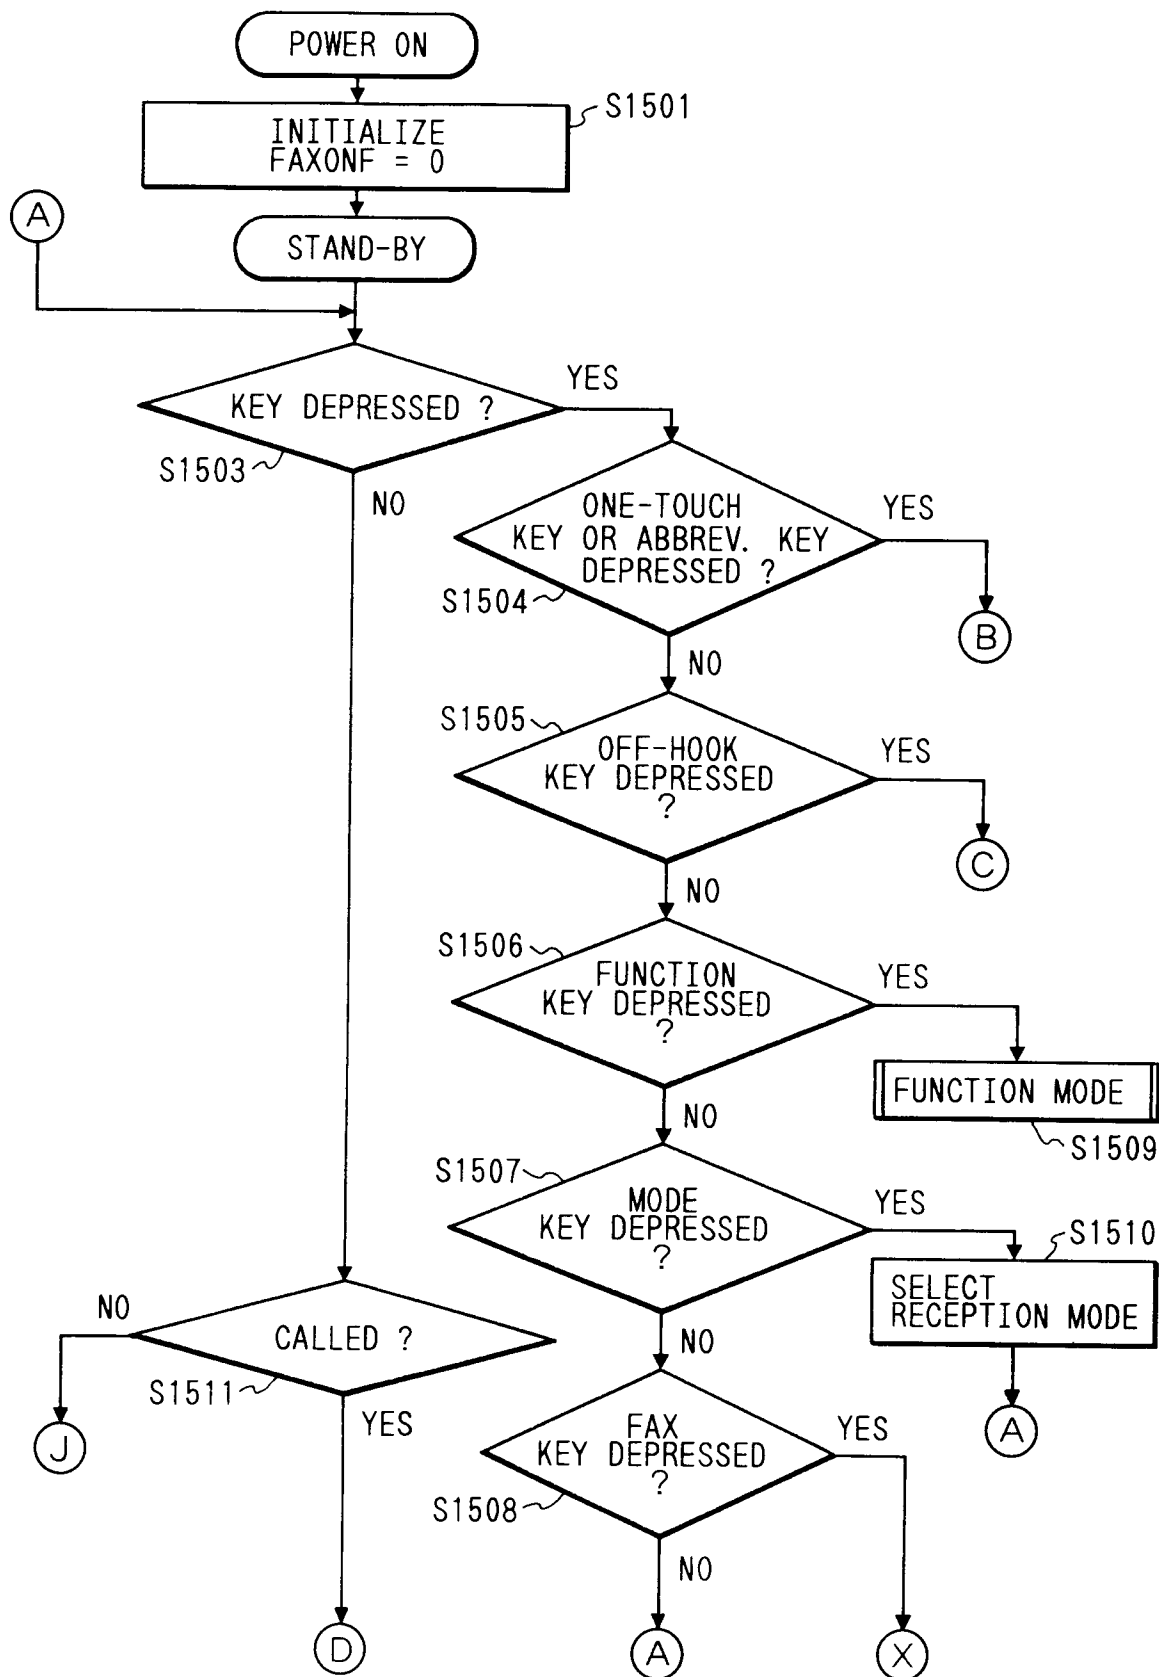 POWER ON
S1501
INITIALIZE
FAXONF = 0
A
STAND-BY
KEY DEPRESSED ?
YES
S1503
NO
ONE-TOUCH
KEY OR ABBREV. KEY
DEPRESSED ?
YES
S1504
B
NO
S1505
OFF-HOOK
KEY DEPRESSED
?
YES
C
NO
S1506
FUNCTION
KEY DEPRESSED
?
YES
FUNCTION MODE
S1509
NO
S1507
MODE
KEY DEPRESSED
?
YES
S1510
SELECT
RECEPTION MODE
A
NO
CALLED ?
NO
S1511
J
YES
D
FAX
KEY DEPRESSED
?
YES
S1508
NO
A
X